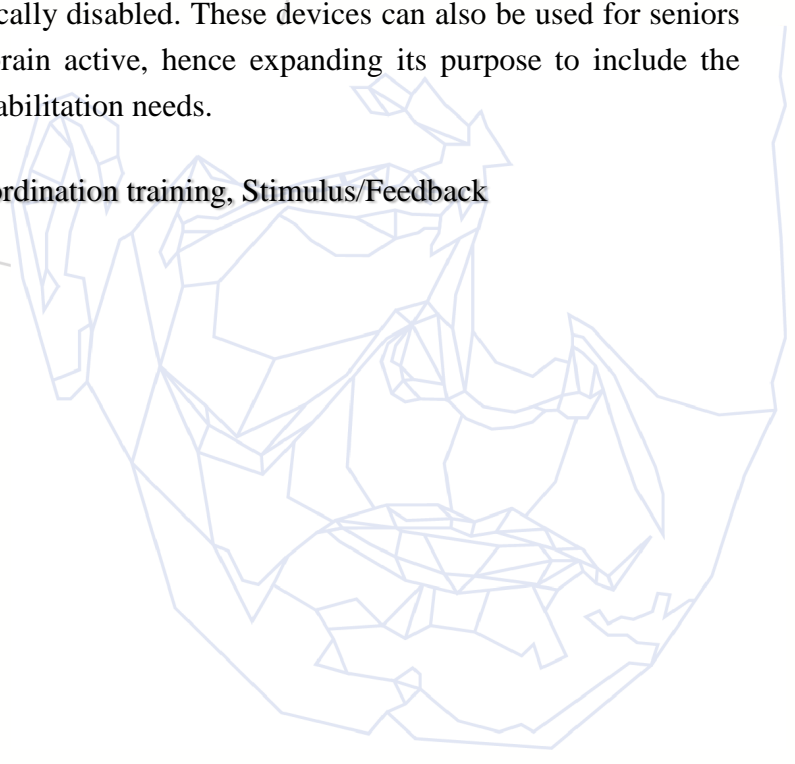 cally disabled. These devices can also be used for seniors
rain active, hence expanding its purpose to include the
abilitation needs.
ordination training, Stimulus/Feedback